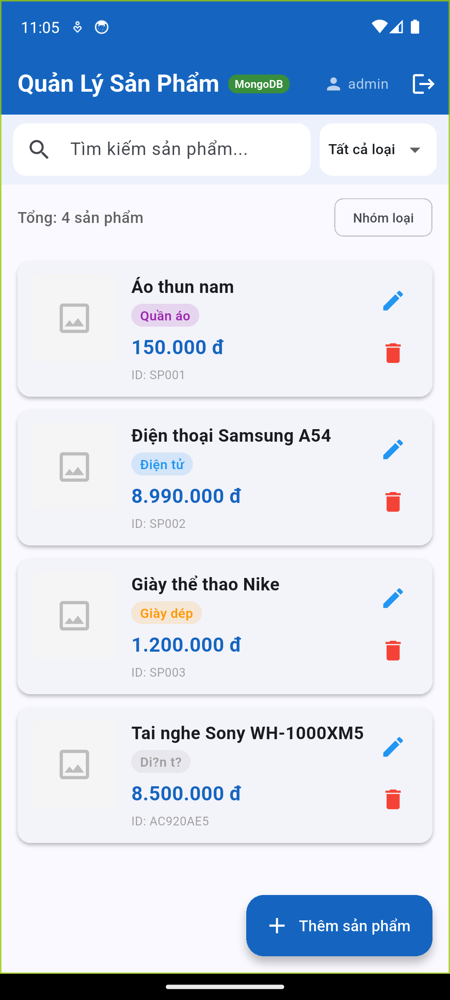 11:05
Quản Lý Sản Phẩm MongoDB admin
Tìm kiếm sản phẩm... Tất cả loại
Tổng: 4 sản phẩm Nhóm loại
Áo thun nam
Quần áo
150.000 đ
ID: SP001
Điện thoại Samsung A54
Điện tử
8.990.000 đ
ID: SP002
Giày thể thao Nike
Giày dép
1.200.000 đ
ID: SP003
Tai nghe Sony WH-1000XM5
Di?n t?
8.500.000 đ
ID: AC920AE5
Thêm sản phẩm